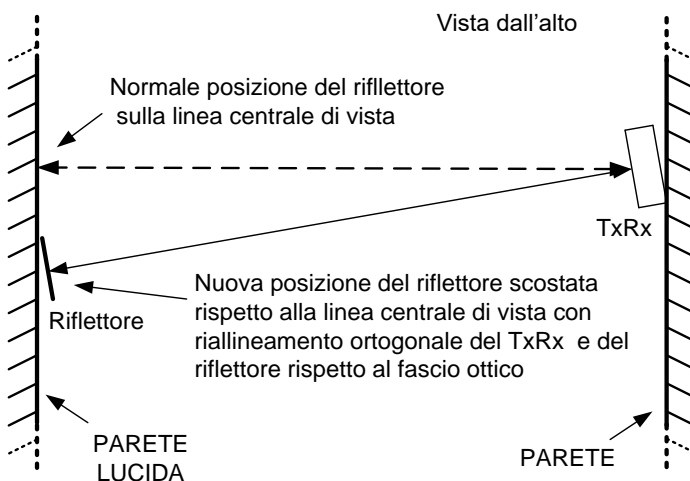 Vista dall'alto
Normale posizione del rifllettore
sulla linea centrale di vista
TxRx
Nuova posizione del riflettore scostata
rispetto alla linea centrale di vista con
riallineamento ortogonale del TxRx e del
riflettore rispetto al fascio ottico
Riflettore
PARETE
LUCIDA
PARETE